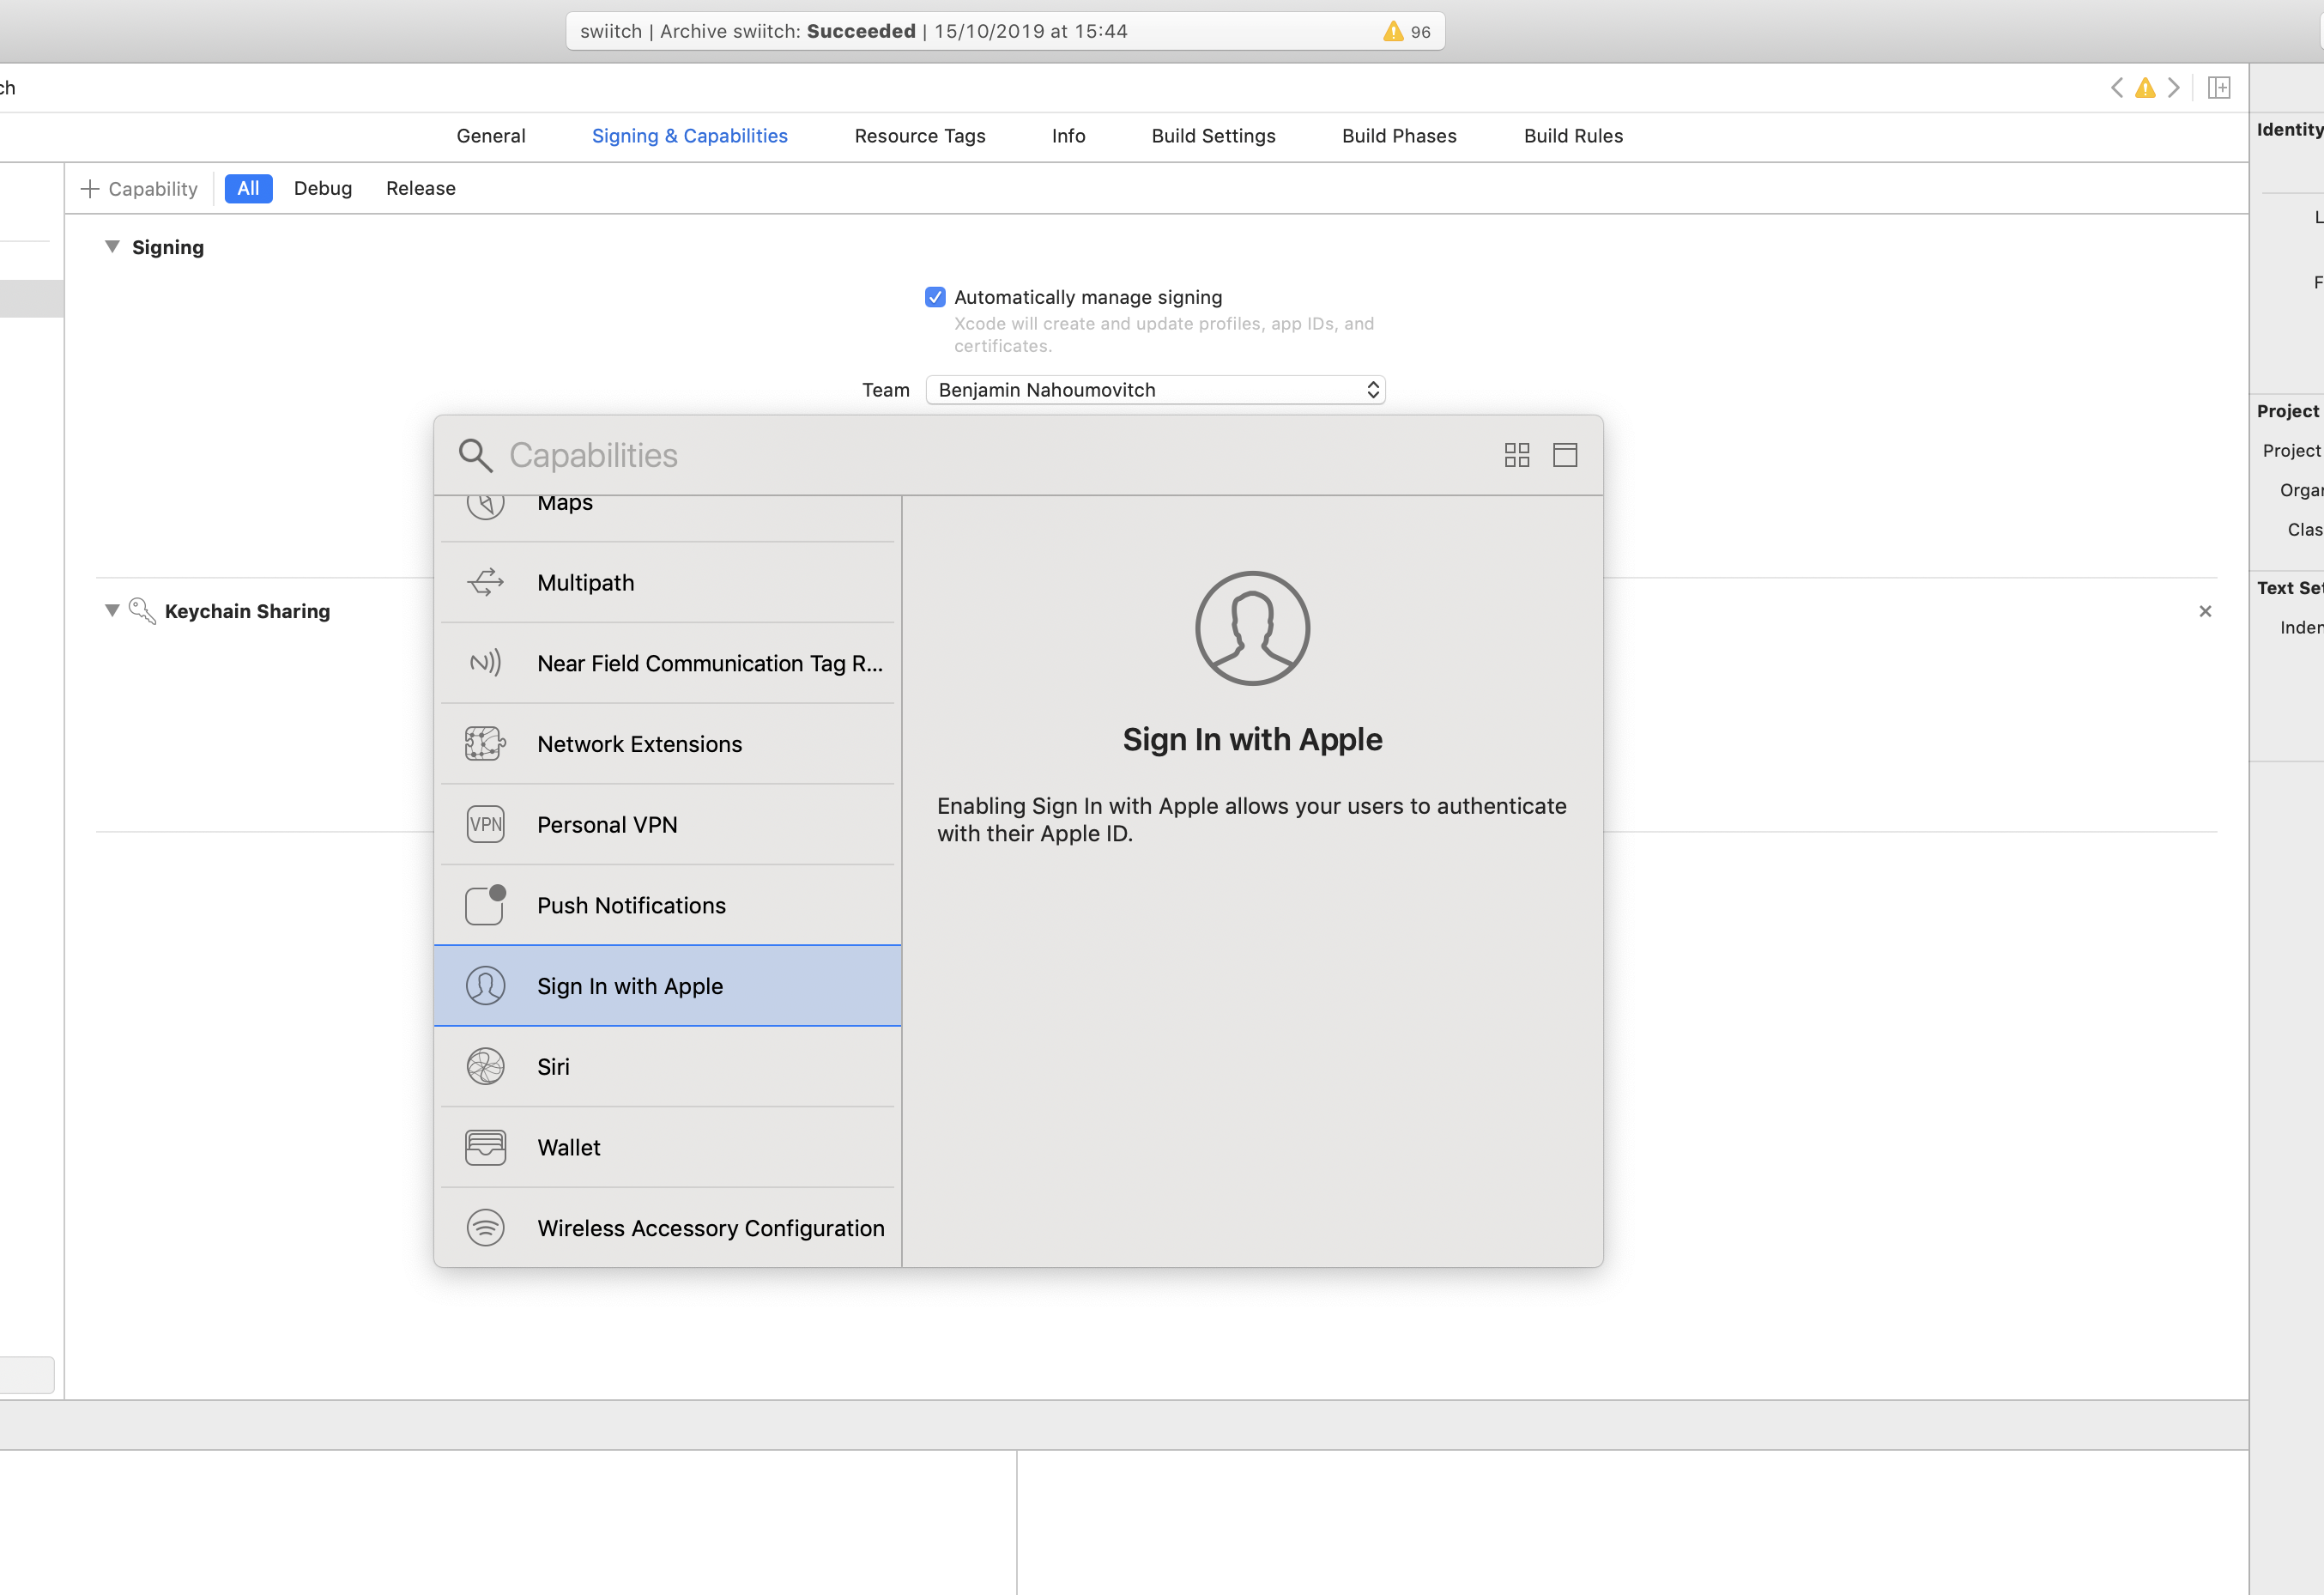 swiitch | Archive swiitch: Succeeded | 15/10/2019 at 15:44
96
ch
General
Signing & Capabilities
Resource Tags
Info
Build Settings
Build Phases
Build Rules
Identity
Capability
All
Debug
Release
L
Signing
F
Automatically manage signing
Xcode will create and update profiles, app IDs, and
certificates.
Team
Benjamin Nahoumovitch
Project
Project
Orga
Clas
Text Set
Inden
Keychain Sharing
Capabilities
Maps
Multipath
Near Field Communication Tag R...
Network Extensions
VPN
Personal VPN
Push Notifications
Sign In with Apple
Siri
Wallet
Wireless Accessory Configuration
Sign In with Apple
Enabling Sign In with Apple allows your users to authenticate
with their Apple ID.